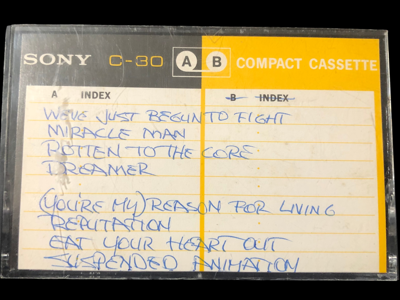 SONY C-30 A B COMPACT CASSETTE
A INDEX B INDEX
WE'VE JUST BEGUN TO FIGHT
MIRACLE MAN
ROTTEN TO THE CORE
DREAMER
(YOU'RE MY) REASON FOR LIVING
REPUTATION
EAT YOUR HEART OUT
SUSPENDED ANIMATION